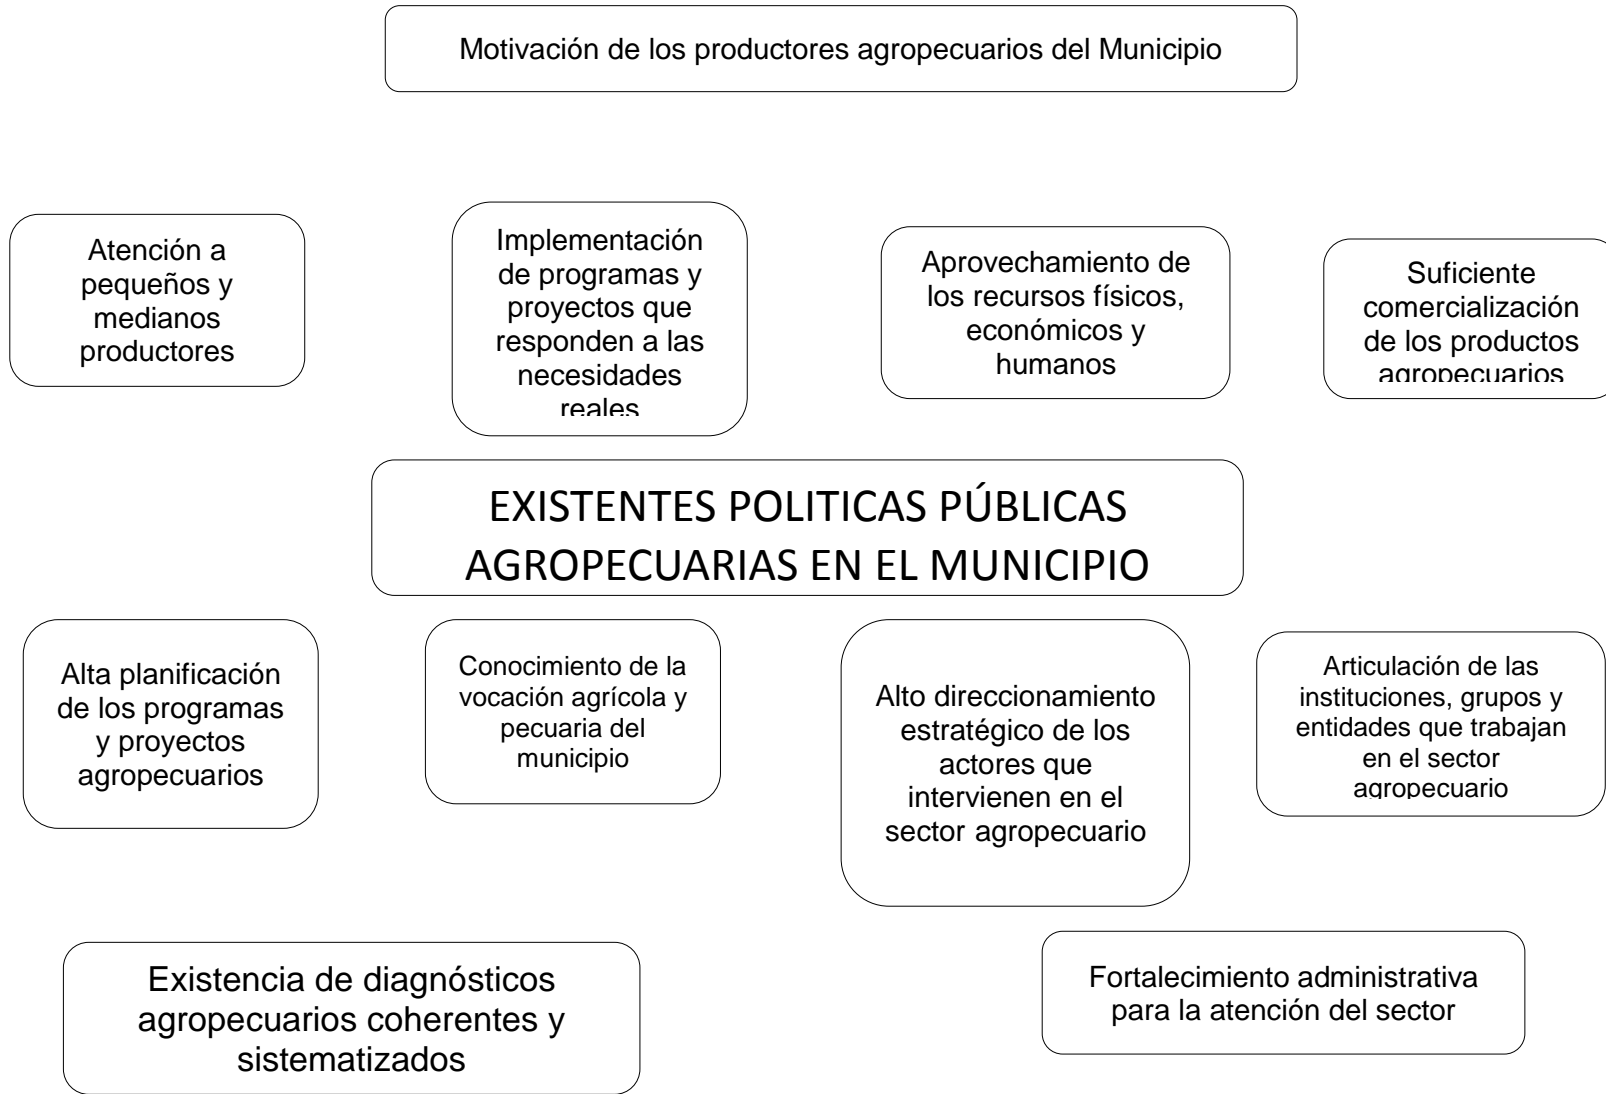 Motivación de los productores agropecuarios del Municipio
Atención a
pequeños y
medianos
productores
Implementación
de programas y
proyectos que
responden a las
necesidades
reales
Aprovechamiento de
los recursos físicos,
económicos y
humanos
Suficiente
comercialización
de los productos
agropecuarios
EXISTENTES POLITICAS PÚBLICAS
AGROPECUARIAS EN EL MUNICIPIO
Alta planificación
de los programas
y proyectos
agropecuarios
Conocimiento de la
vocación agrícola y
pecuaria del
municipio
Alto direccionamiento
estratégico de los
actores que
intervienen en el
sector agropecuario
Articulación de las
instituciones, grupos y
entidades que trabajan
en el sector
agropecuario
Existencia de diagnósticos
agropecuarios coherentes y
sistematizados
Fortalecimiento administrativa
para la atención del sector